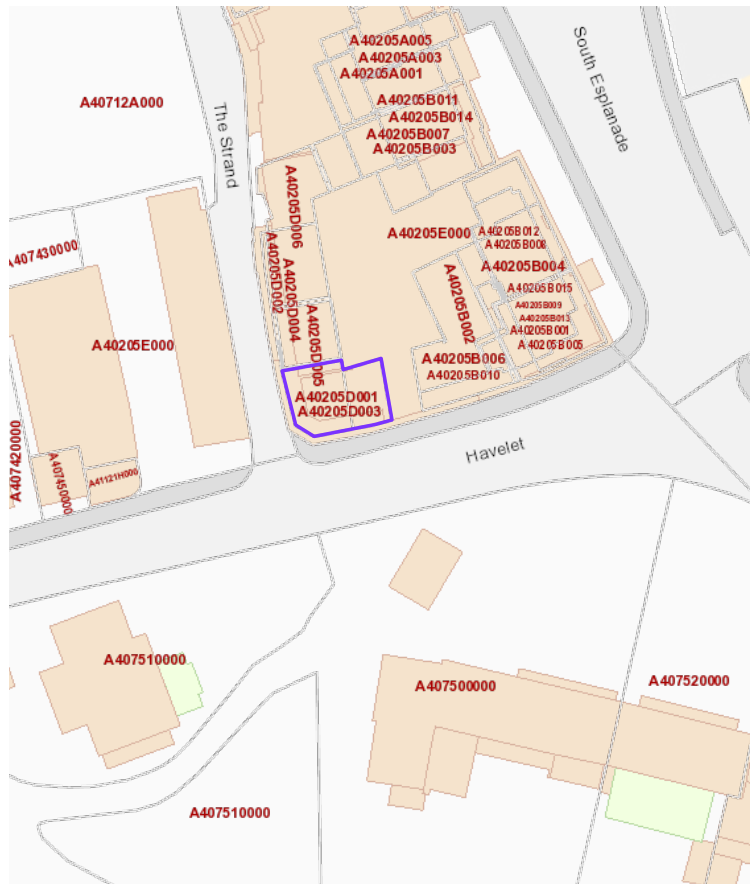 A40205A005
A40205A003
A40205A001
South Esplanade
A40712A000
A40205B011
A40205B014
A40205B007
A40205B003
The Strand
A40205D006
A40205E000
A40205B012
A40205B008
A407430000
A40205D002
A40205D004
A40205B004
A40205B002
A40205B015
A40205B009
A40205B013
A40205B001
A40205B005
A40205E000
A40205D005
A40205B006
A40205B010
A40205D001
A40205D003
A407420000
A407450000
A41121H000
Havelet
A407510000
A407500000
A407520000
A407510000